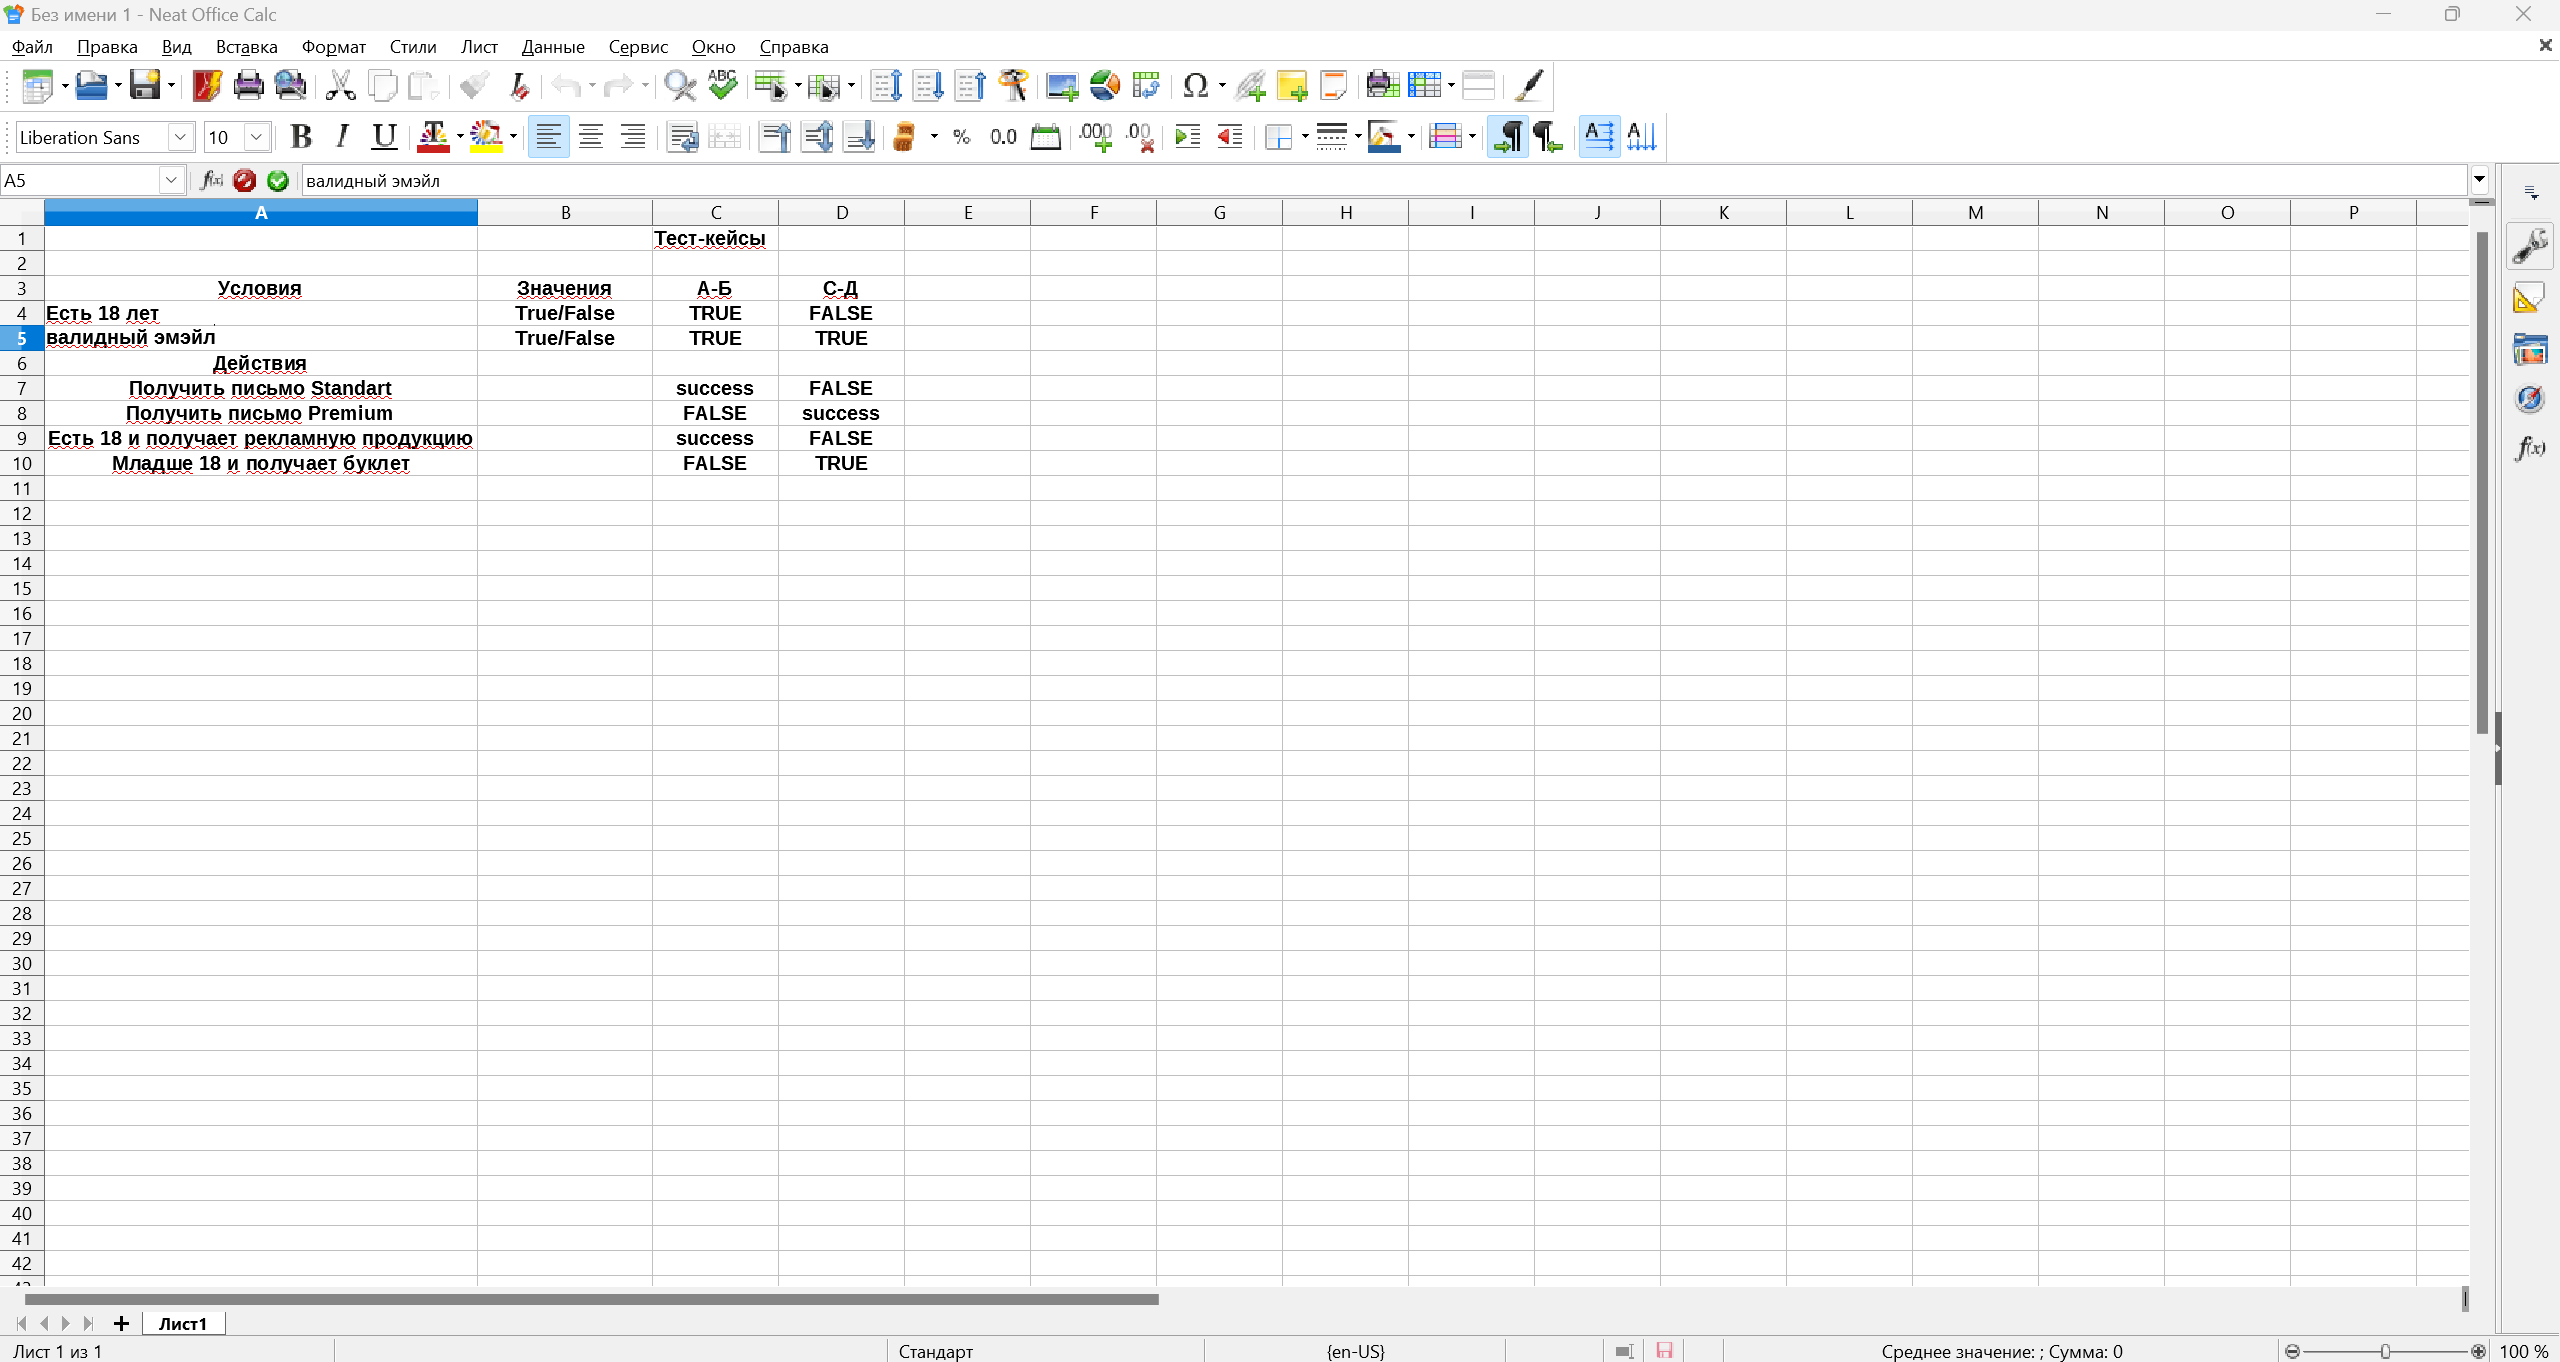 Без имени 1 - Neat Office Calc
Файл Правка Вид Вставка Формат Стили Лист Данные Сервис Окно Справка
Liberation Sans 10
A5 валидный эмэйл
A B C D E F G H I J K L M N O P
1 Тест-кейсы
2
3 Условия Значения А-Б С-Д
4 Есть 18 лет True/False TRUE FALSE
5 валидный эмэйл True/False TRUE TRUE
6 Действия
7 Получить письмо Standart success FALSE
8 Получить письмо Premium FALSE success
9 Есть 18 и получает рекламную продукцию success FALSE
10 Младше 18 и получает буклет FALSE TRUE
11
12
13
14
15
16
17
18
19
20
21
22
23
24
25
26
27
28
29
30
31
32
33
34
35
36
37
38
39
40
41
42
Лист1
Лист 1 из 1 Стандарт {en-US} Среднее значение: ; Сумма: 0 100 %